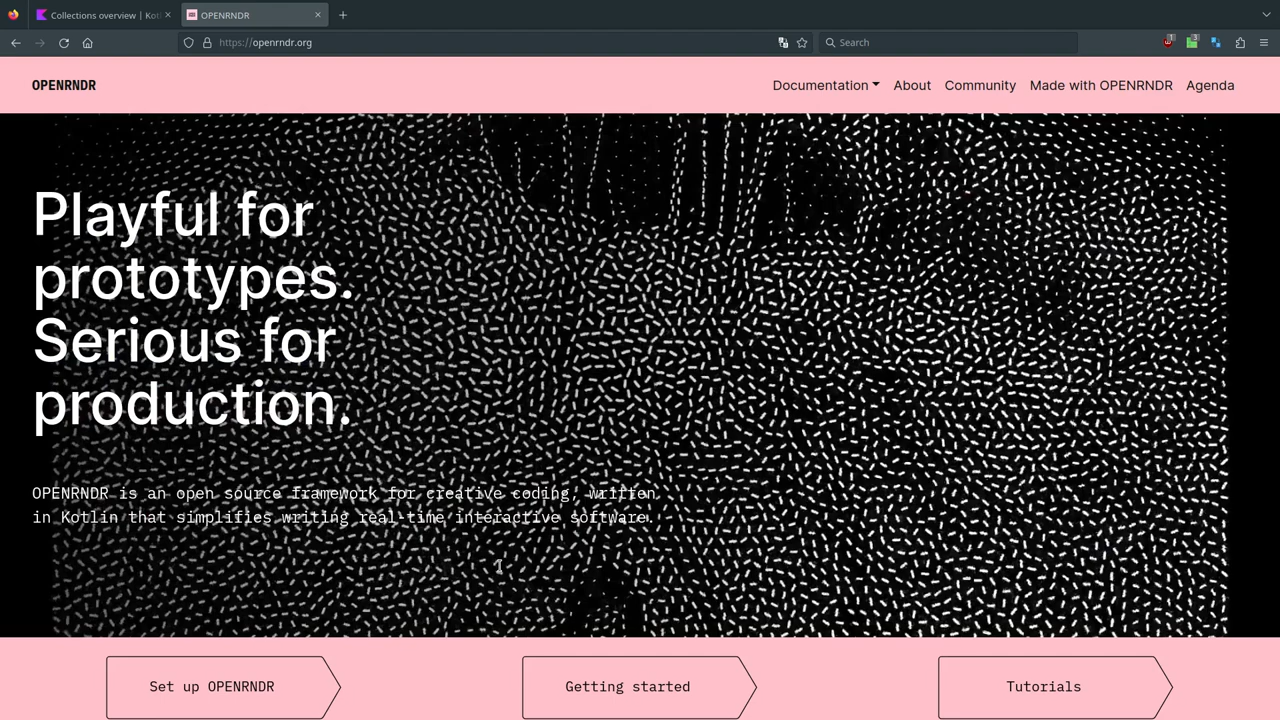 Collections overview | Kotl
OPENRNDR
https://openrndr.org
Search
1
3
OPENRNDR
Documentation About Community Made with OPENRNDR Agenda
Playful for
prototypes.
Serious for
production.
OPENRNDR is an open source framework for creative coding, written
in Kotlin that simplifies writing real-time interactive software.
Set up OPENRNDR
Getting started
Tutorials